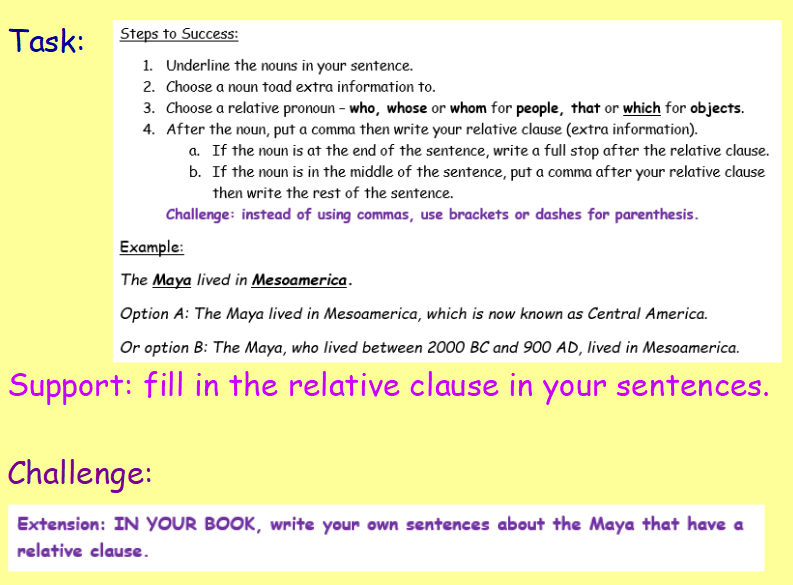 Task:
Steps to Success:
1. Underline the nouns in your sentence.
2. Choose a noun toad extra information to.
3. Choose a relative pronoun – who, whose or whom for people, that or which for objects.
4. After the noun, put a comma then write your relative clause (extra information).
a. If the noun is at the end of the sentence, write a full stop after the relative clause.
b. If the noun is in the middle of the sentence, put a comma after your relative clause
then write the rest of the sentence.
Challenge: instead of using commas, use brackets or dashes for parenthesis.
Example:
The Maya lived in Mesoamerica.
Option A: The Maya lived in Mesoamerica, which is now known as Central America.
Or option B: The Maya, who lived between 2000 BC and 900 AD, lived in Mesoamerica.
Support: fill in the relative clause in your sentences.
Challenge:
Extension: IN YOUR BOOK, write your own sentences about the Maya that have a
relative clause.